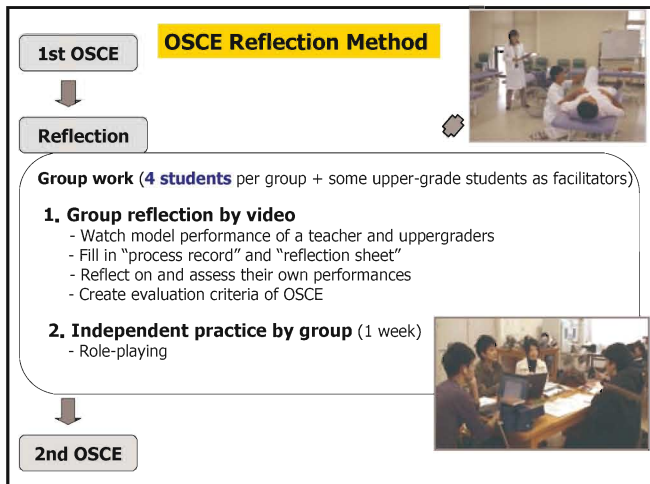 OSCE Reflection Method
1st OSCE
Reflection
Group work (4 students per group + some upper-grade students as facilitators)
1. Group reflection by video
- Watch model performance of a teacher and uppergraders
- Fill in “process record” and “reflection sheet”
- Reflect on and assess their own performances
- Create evaluation criteria of OSCE
2. Independent practice by group (1 week)
- Role-playing
2nd OSCE